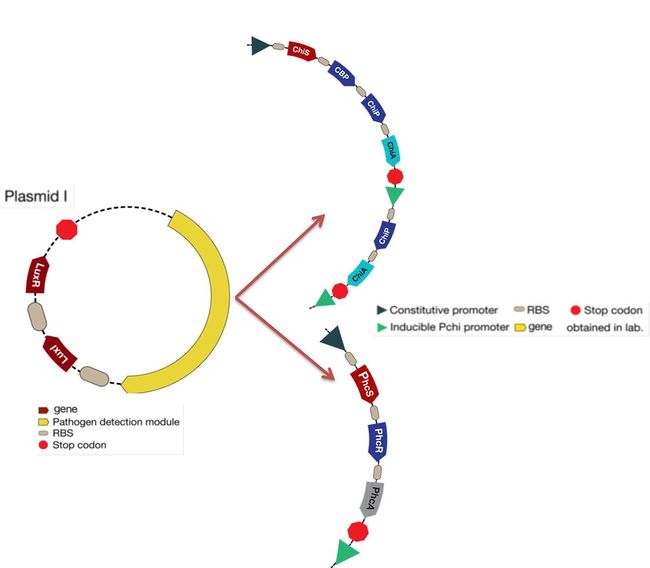 ChiS
CBP
ChiP
ChiA
ChiP
ChiA
Plasmid I
LuxR
LuxI
Constitutive promoter
RBS
Stop codon
Inducible Pchi promoter
gene
obtained in lab.
PhcS
PhcR
PhcA
gene
Pathogen detection module
RBS
Stop codon